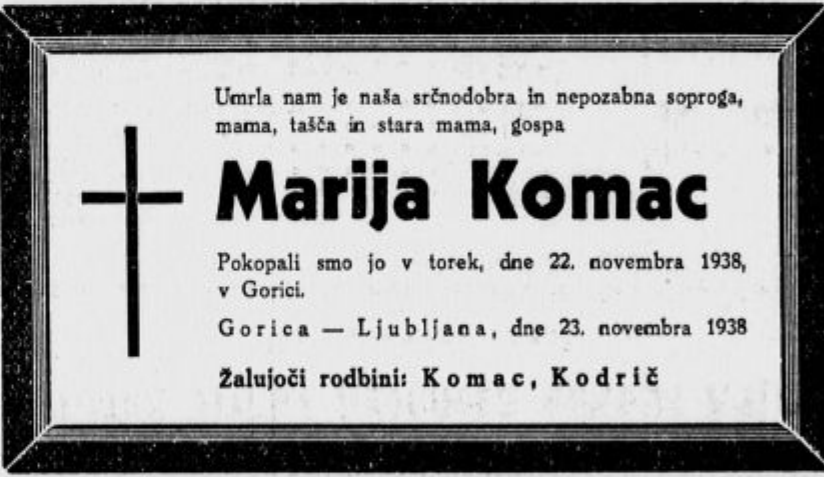 Umrla nam je naša srčnodobra in nepozabna soproga,
mama, tašča in stara mama, gospa
Marija Komac
Pokopali smo jo v torek, dne 22. novembra 1938,
v Gorici.
Gorica — Ljubljana, dne 23. novembra 1938
Žalujoči rodbini: Komac, Kodrič